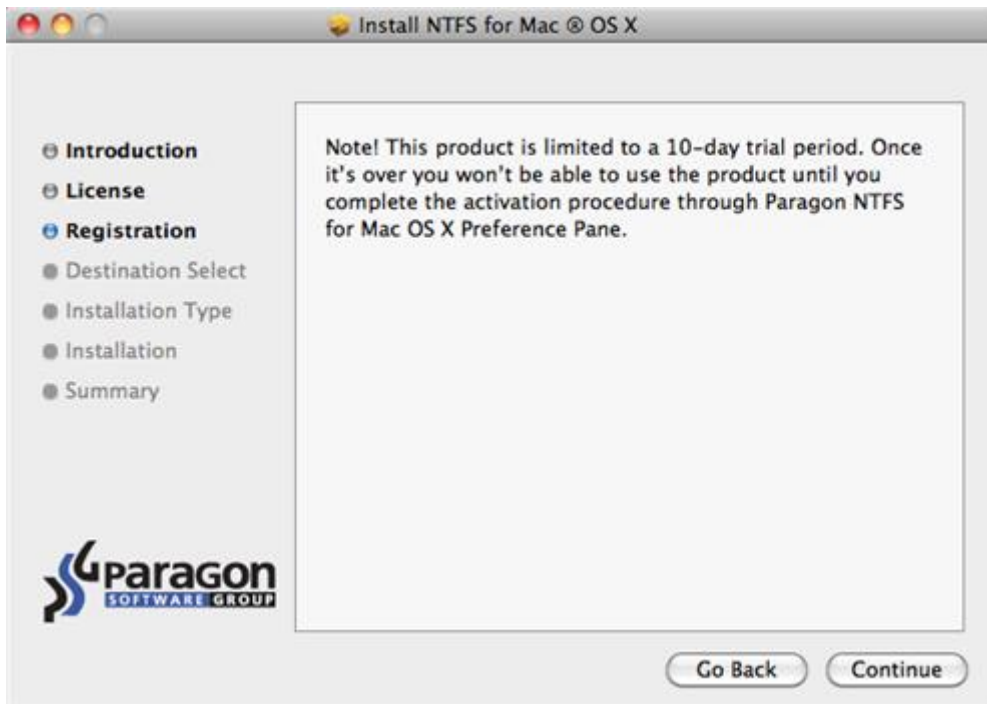 Install NTFS for Mac ® OS X
Introduction
License
Registration
Destination Select
Installation Type
Installation
Summary
Note! This product is limited to a 10-day trial period. Once
it's over you won't be able to use the product until you
complete the activation procedure through Paragon NTFS
for Mac OS X Preference Pane.
paragon
SOFTWARE GROUP
Go Back
Continue